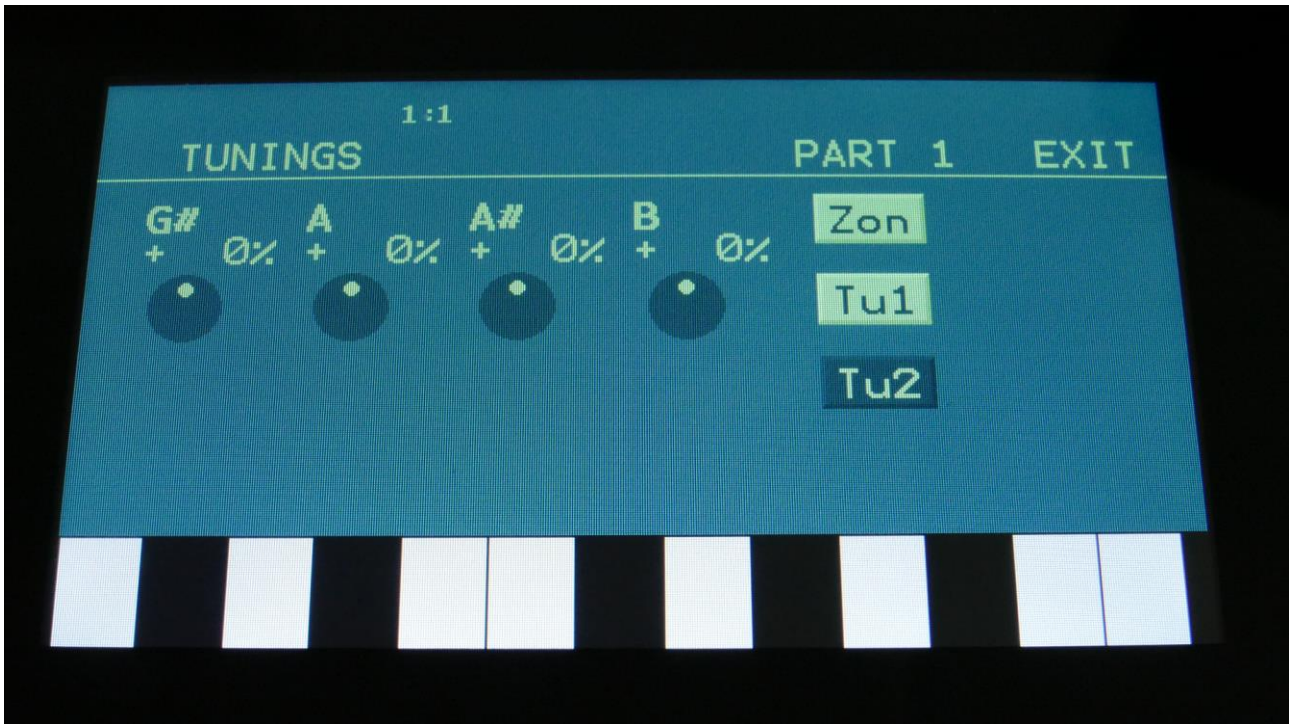 1:1
TUNINGS PART 1 EXIT
G# A A# B Zon
+ 0% + 0% + 0% + 0%
Tu1
Tu2